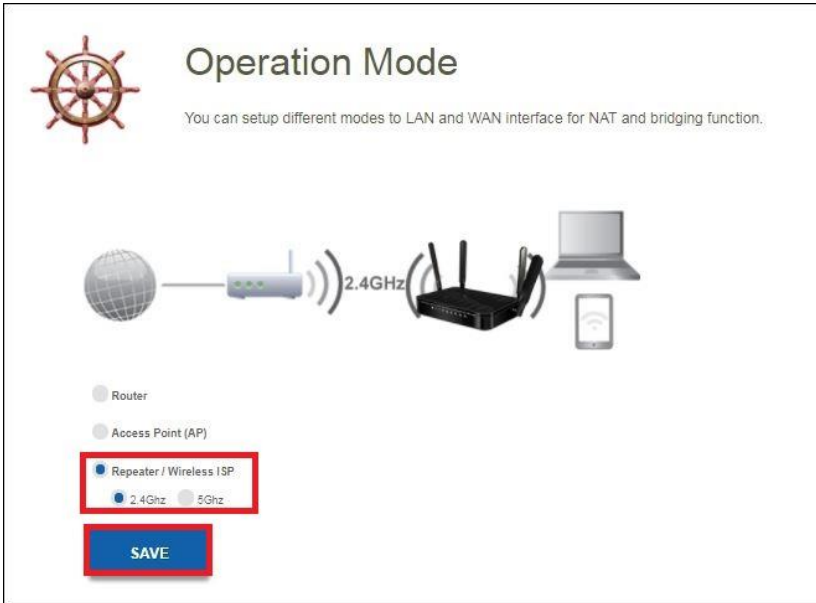 Operation Mode
You can setup different modes to LAN and WAN interface for NAT and bridging function.
2.4GHz
Router
Access Point (AP)
Repeater / Wireless ISP
2.4Ghz 5Ghz
SAVE